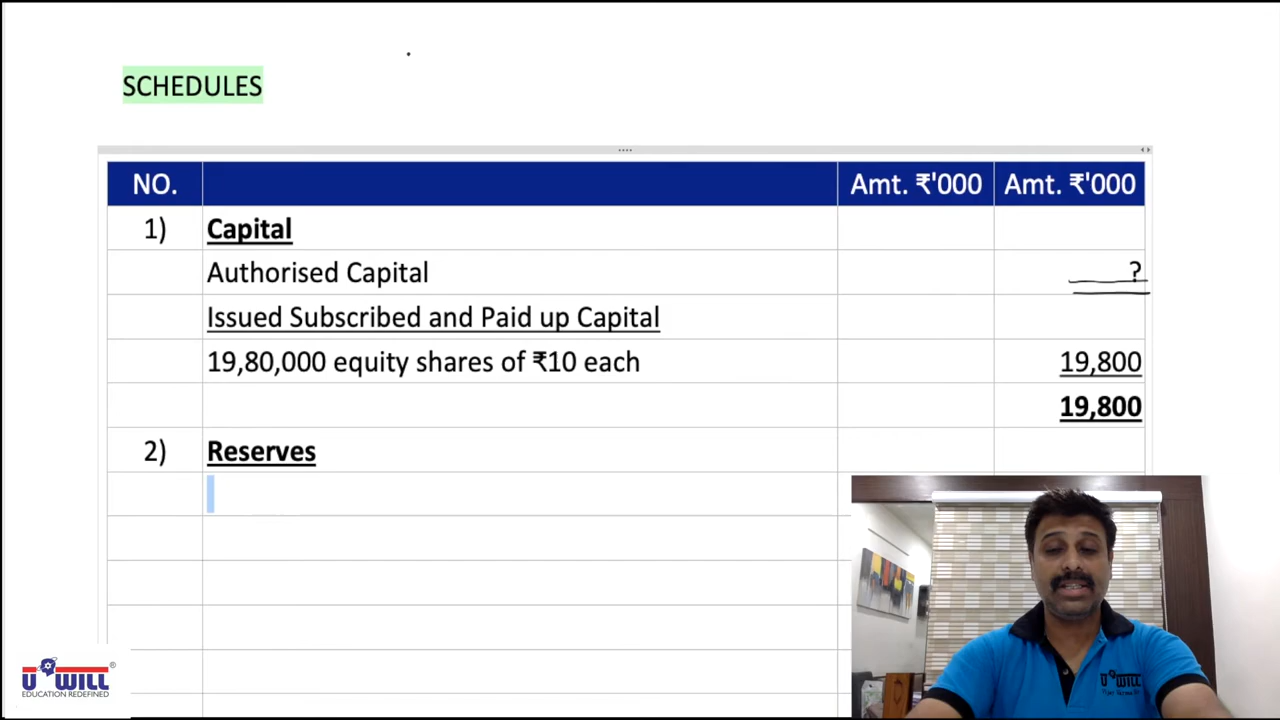 SCHEDULES
NO. Amt. ₹'000 Amt. ₹'000
1) Capital
Authorised Capital ?
Issued Subscribed and Paid up Capital
19,80,000 equity shares of ₹10 each 19,800
19,800
2) Reserves
U WILL
U WILL ®
EDUCATION REDEFINED